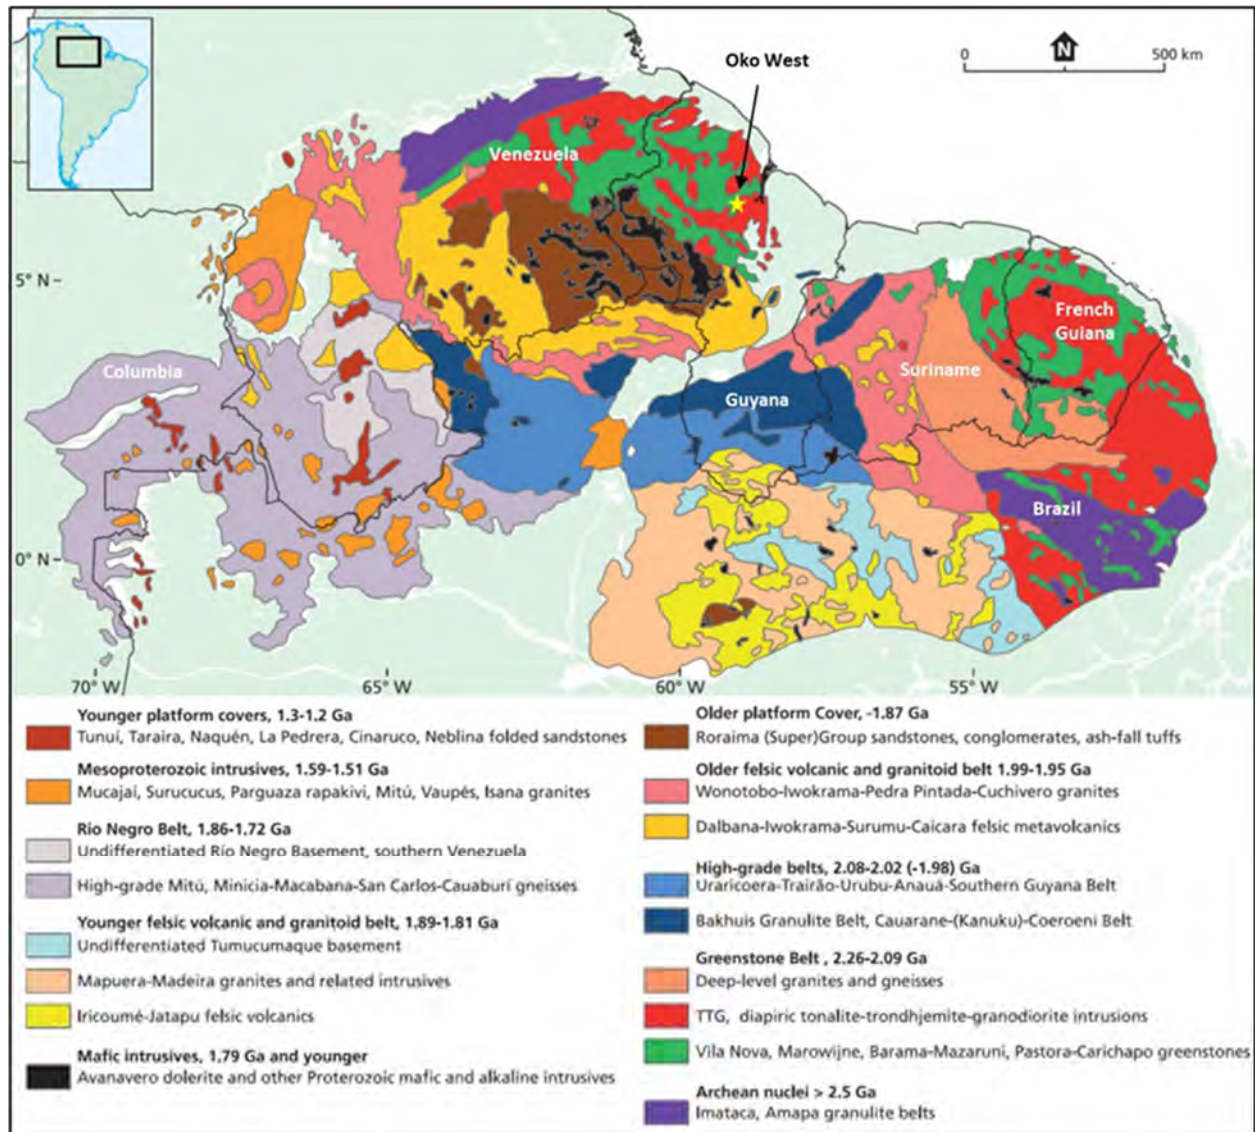 0 N 500 km
Oko West
Venezuela
5° N
French
Guiana
Columbia
Suriname
Guyana
Brazil
0° N
70° W 65° W 60° W 55° W
Younger platform covers, 1.3-1.2 Ga
Tunuí, Taraira, Naquén, La Pedrera, Cinaruco, Neblina folded sandstones
Mesoproterozoic intrusives, 1.59-1.51 Ga
Mucajaí, Surucucus, Parguaza rapakivi, Mitú, Vaupés, Isana granites
Río Negro Belt, 1.86-1.72 Ga
Undifferentiated Río Negro Basement, southern Venezuela
High-grade Mitú, Minicia-Macabana-San Carlos-Cauaburí gneisses
Younger felsic volcanic and granitoid belt, 1.89-1.81 Ga
Undifferentiated Tumucumaque basement
Mapuera-Madeira granites and related intrusives
Iricoumé-Jatapu felsic volcanics
Mafic intrusives, 1.79 Ga and younger
Avanavero dolerite and other Proterozoic mafic and alkaline intrusives
Older platform Cover, -1.87 Ga
Roraima (Super)Group sandstones, conglomerates, ash-fall tuffs
Older felsic volcanic and granitoid belt 1.99-1.95 Ga
Wonotobo-Iwokrama-Pedra Pintada-Cuchivero granites
Dalbana-Iwokrama-Surumu-Caicara felsic metavolcanics
High-grade belts, 2.08-2.02 (-1.98) Ga
Uraricoera-Trairão-Urubu-Anauá-Southern Guyana Belt
Bakhuis Granulite Belt, Cauarane-(Kanuku)-Coeroeni Belt
Greenstone Belt , 2.26-2.09 Ga
Deep-level granites and gneisses
TTG, diapiric tonalite-trondhjemite-granodiorite intrusions
Vila Nova, Marowijne, Barama-Mazaruni, Pastora-Carichapo greenstones
Archean nuclei > 2.5 Ga
Imataca, Amapa granulite belts